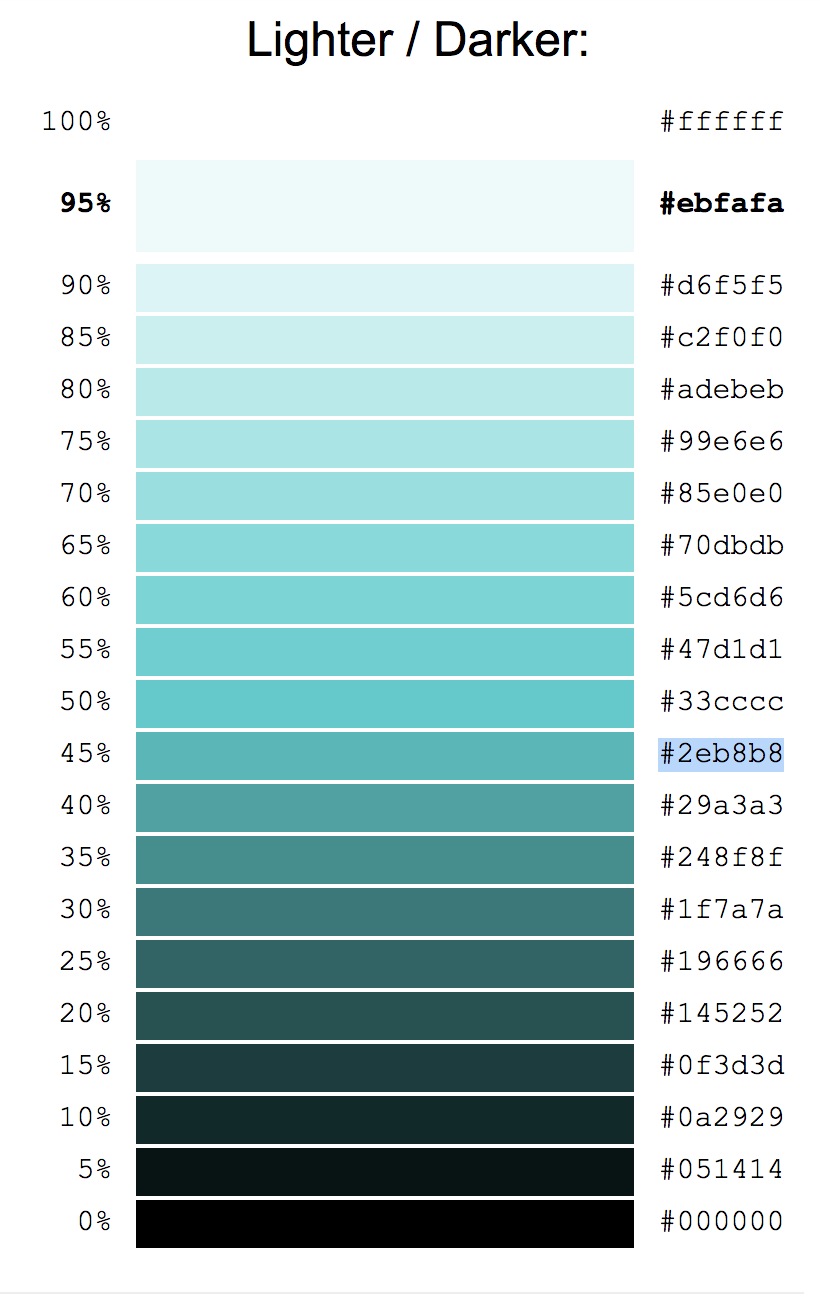 Lighter / Darker:
100% #ffffff
95% #ebfafa
90% #d6f5f5
85% #c2f0f0
80% #adebeb
75% #99e6e6
70% #85e0e0
65% #70dbdb
60% #5cd6d6
55% #47d1d1
50% #33cccc
45% #2eb8b8
40% #29a3a3
35% #248f8f
30% #1f7a7a
25% #196666
20% #145252
15% #0f3d3d
10% #0a2929
5% #051414
0% #000000